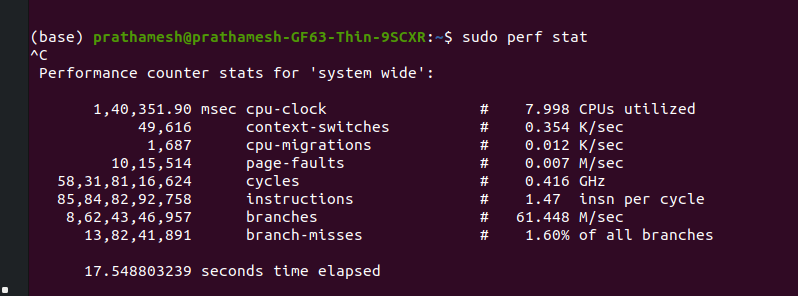 (base) prathamesh@prathamesh-GF63-Thin-9SCXR:~$ sudo perf stat
^C
Performance counter stats for 'system wide':
1,40,351.90 msec cpu-clock # 7.998 CPUs utilized
49,616 context-switches # 0.354 K/sec
1,687 cpu-migrations # 0.012 K/sec
10,15,514 page-faults # 0.007 M/sec
58,31,81,16,624 cycles # 0.416 GHz
85,84,82,92,758 instructions # 1.47 insn per cycle
8,62,43,46,957 branches # 61.448 M/sec
13,82,41,891 branch-misses # 1.60% of all branches
17.548803239 seconds time elapsed